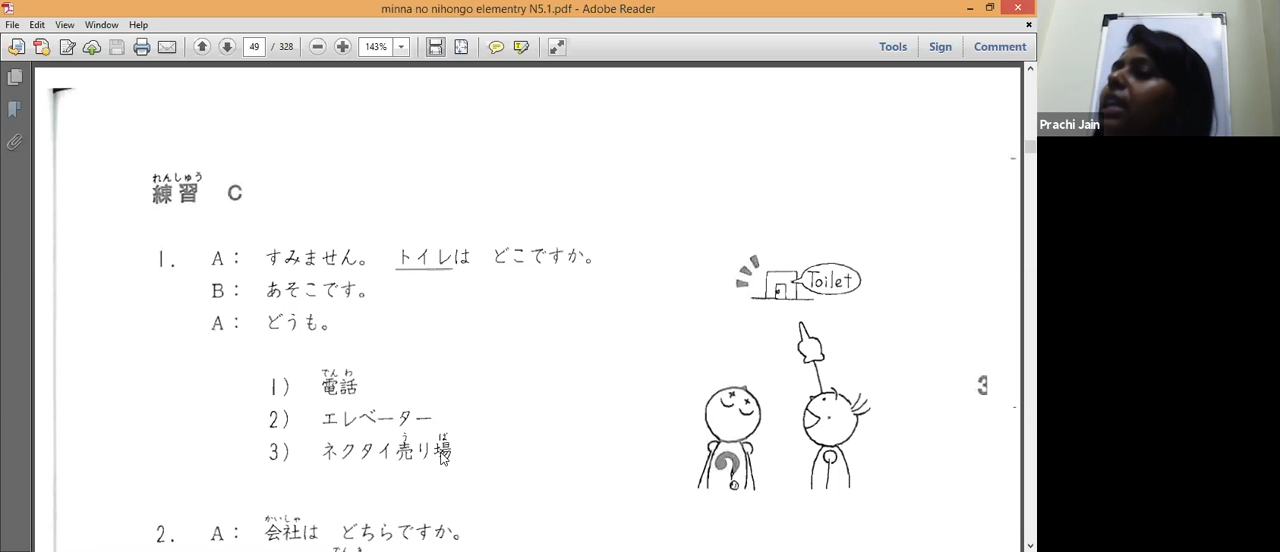 minna no nihongo elementry N5.1.pdf - Adobe Reader
File Edit View Window Help
49 / 328 143% Tools Sign Comment
Prachi Jain
れんしゅう
練習 C
1. A: すみません。 トイレは どこですか。
B: あそこです。
A: どうも。
Toilet
でんわ
1) 電話
2) エレベーター
う ば
3) ネクタイ売り場
3
?
かいしゃ
2. A: 会社は どちらですか。